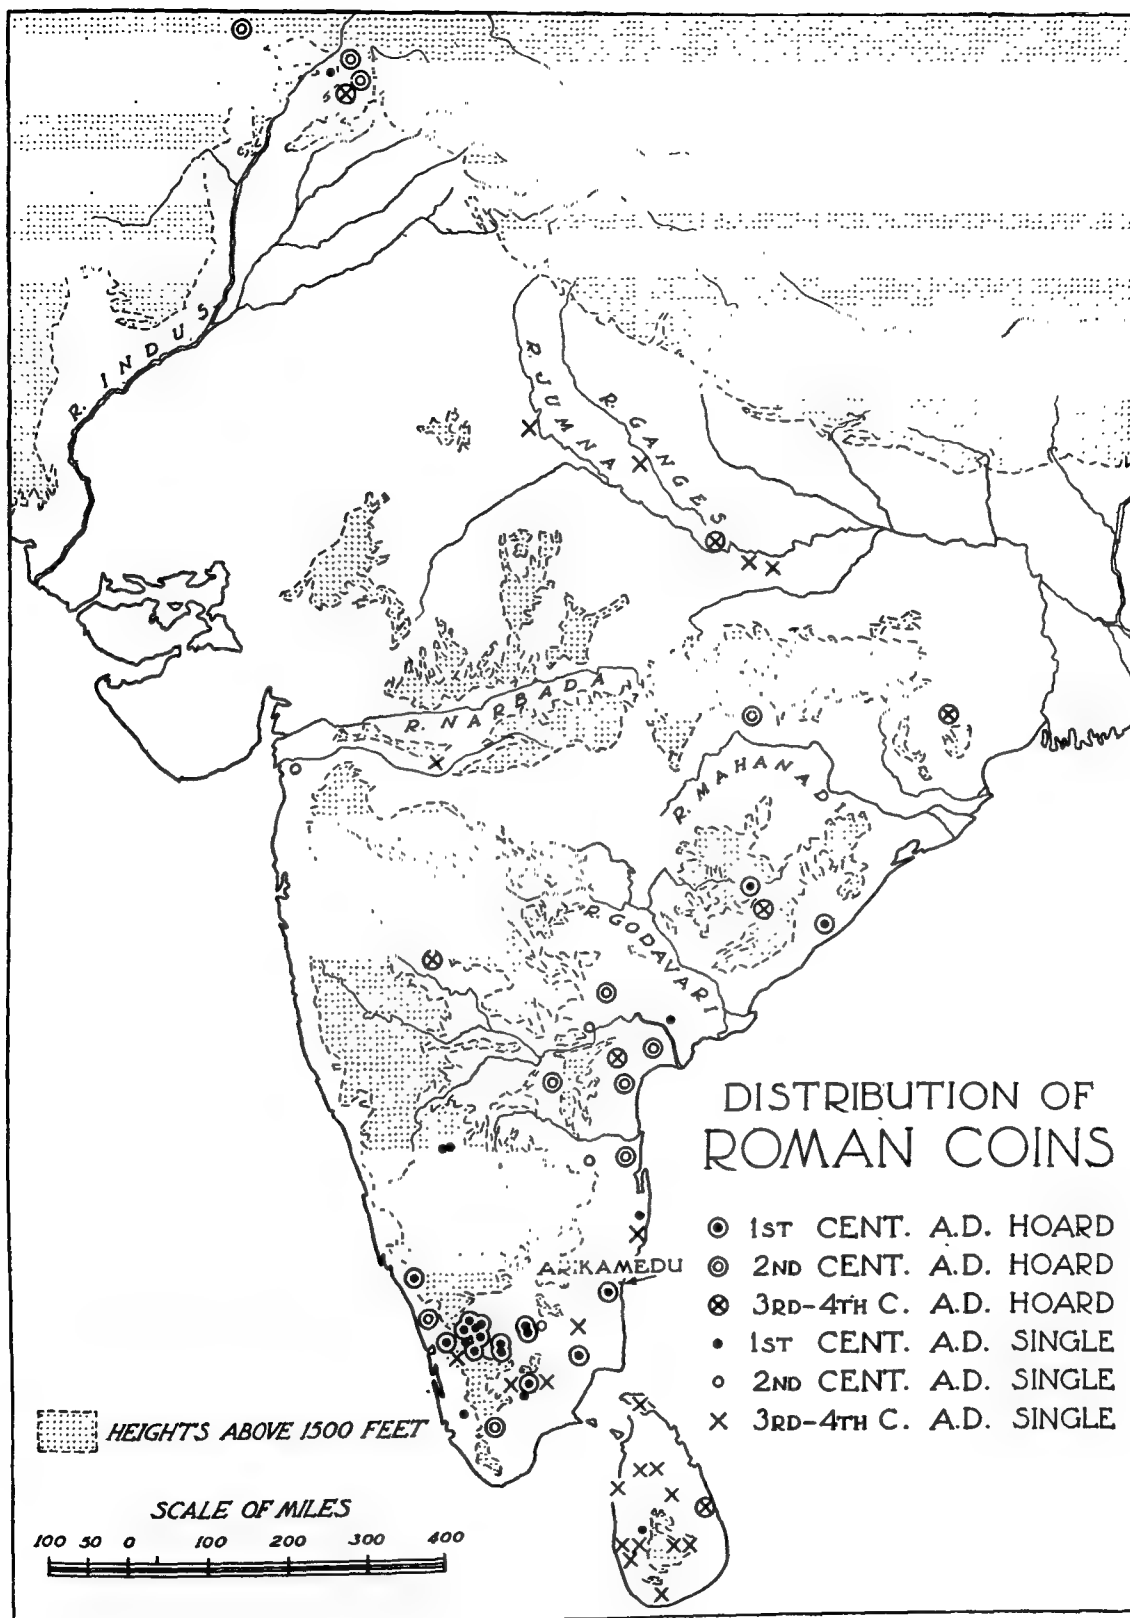 R. INDUS
R. JUMNA
R. GANGES
R. NARBADA
R. MAHANADI
R. GODAVARI
DISTRIBUTION OF
ROMAN COINS
1ST CENT. A.D. HOARD
2ND CENT. A.D. HOARD
ARIKAMEDU
3RD-4TH C. A.D. HOARD
1ST CENT. A.D. SINGLE
2ND CENT. A.D. SINGLE
3RD-4TH C. A.D. SINGLE
HEIGHTS ABOVE 1500 FEET
SCALE OF MILES
100 50 0 100 200 300 400